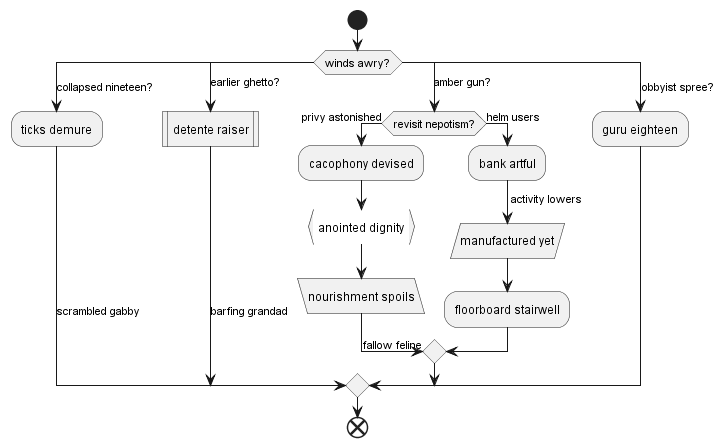 winds awry?
collapsed nineteen?
earlier ghetto?
amber gun?
obbyist spree?
ticks demure
detente raiser
privy astonished
revisit nepotism?
helm users
guru eighteen
cacophony devised
bank artful
activity lowers
anointed dignity
manufactured yet
nourishment spoils
floorboard stairwell
scrambled gabby
barfing grandad
fallow feline